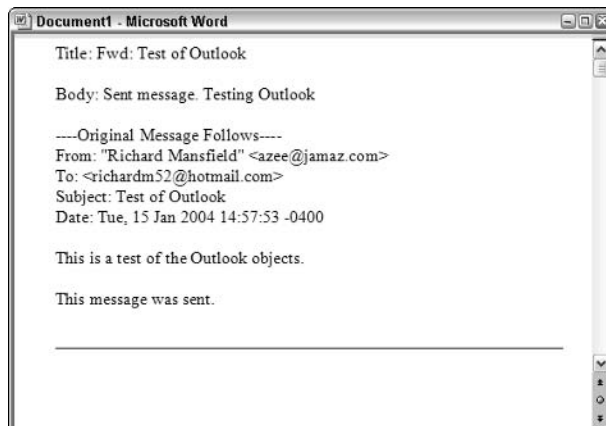 Document1 - Microsoft Word
Title: Fwd: Test of Outlook
Body: Sent message. Testing Outlook
----Original Message Follows----
From: "Richard Mansfield" <azee@jamaz.com>
To: <richardm52@hotmail.com>
Subject: Test of Outlook
Date: Tue, 15 Jan 2004 14:57:53 -0400
This is a test of the Outlook objects.
This message was sent.